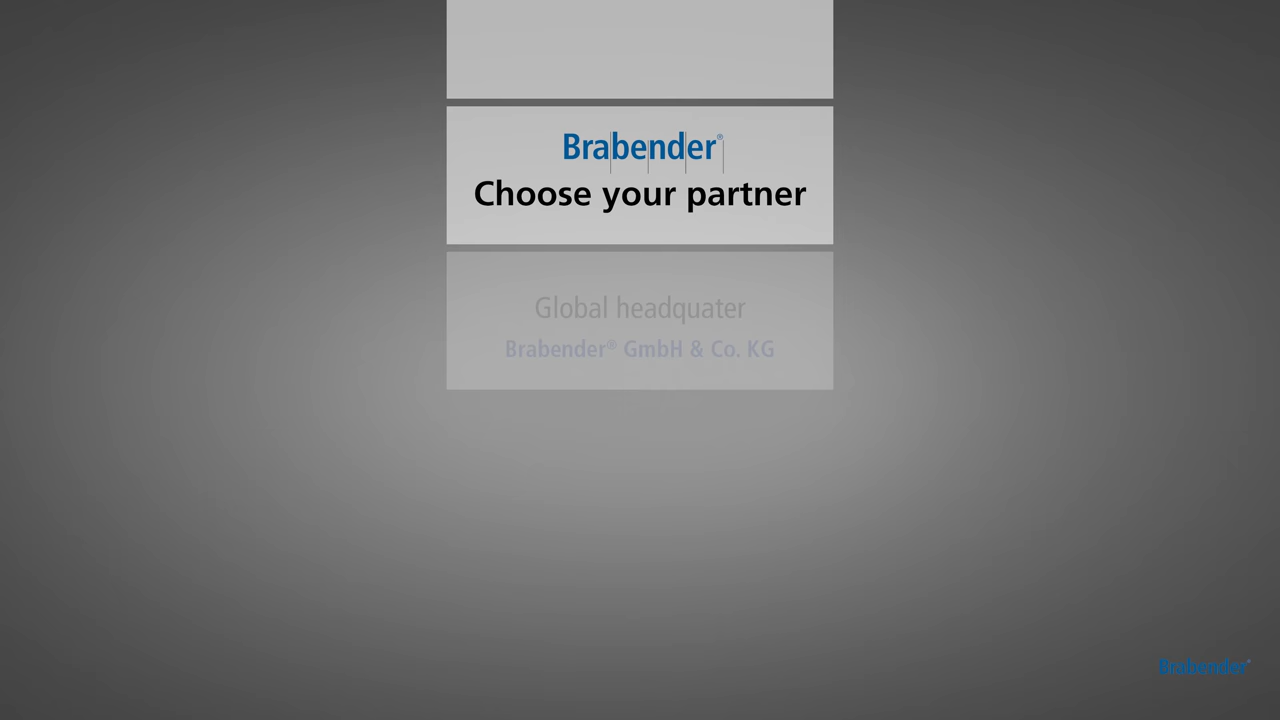 Brabender®
Choose your partner
Global headquater
Brabender® GmbH & Co. KG
Brabender®